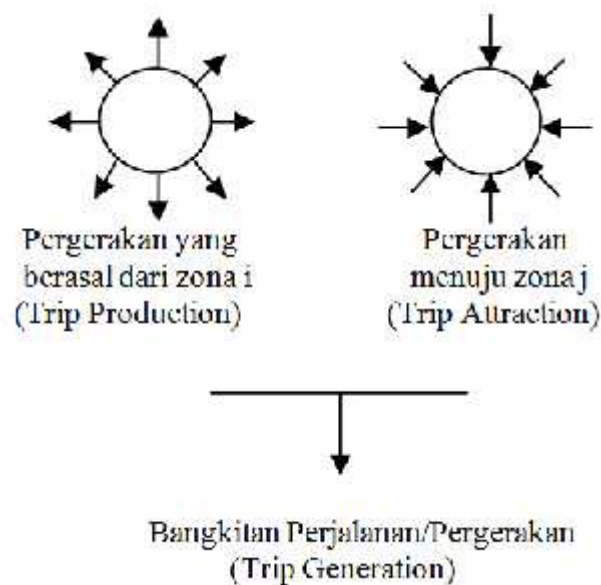 Pergerakan yang
berasal dari zona i
(Trip Production)
Pergerakan
menuju zona j
(Trip Attraction)
Bangkitan Perjalanan/Pergerakan
(Trip Generation)